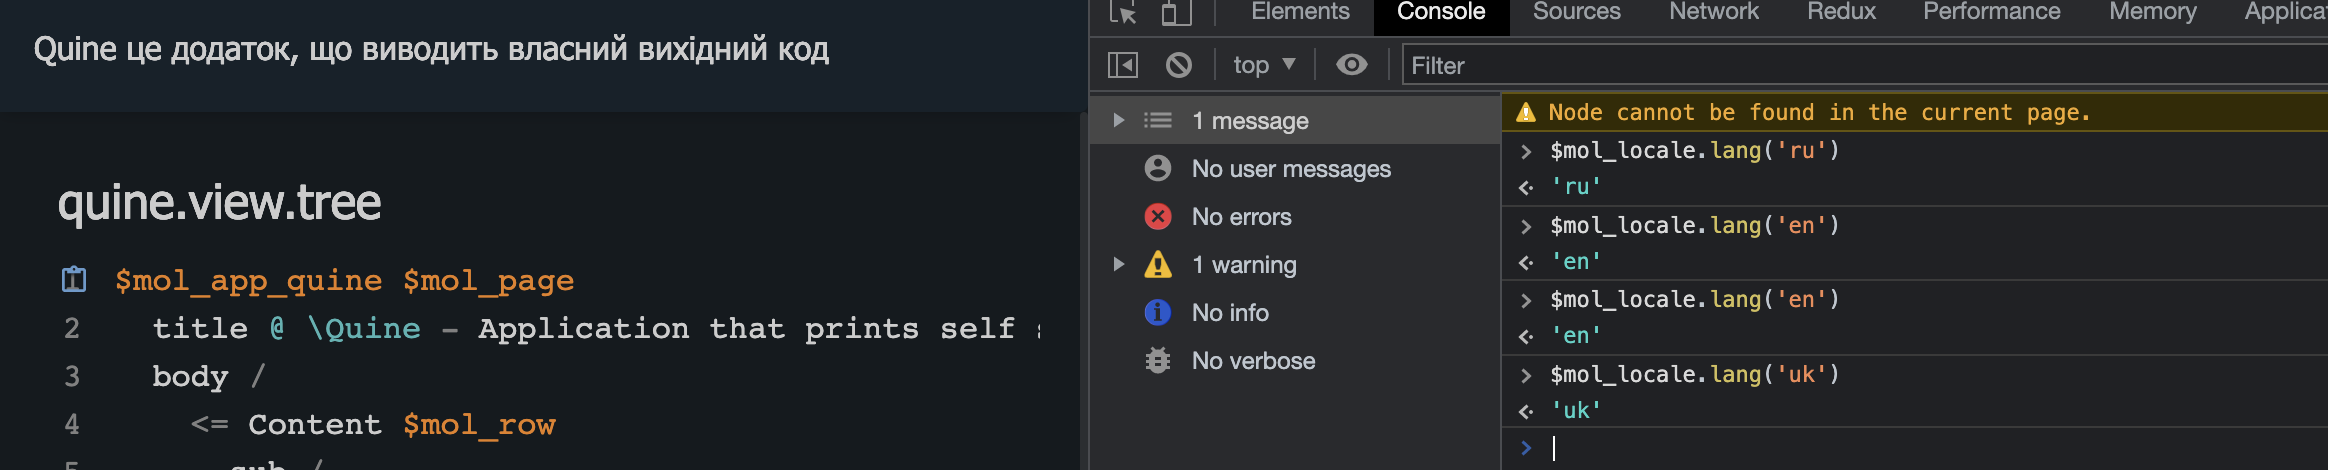 Quine це додаток, що виводить власний вихідний код
quine.view.tree
$mol_app_quine $mol_page
2 title @ \Quine - Application that prints self
3 body /
4 <= Content $mol_row
5 sub /
Elements Console Sources Network Redux Performance Memory
top Filter
1 message
No user messages
No errors
1 warning
No info
No verbose
Node cannot be found in the current page.
> $mol_locale.lang('ru')
'ru'
> $mol_locale.lang('en')
'en'
> $mol_locale.lang('en')
'en'
> $mol_locale.lang('uk')
'uk'
>